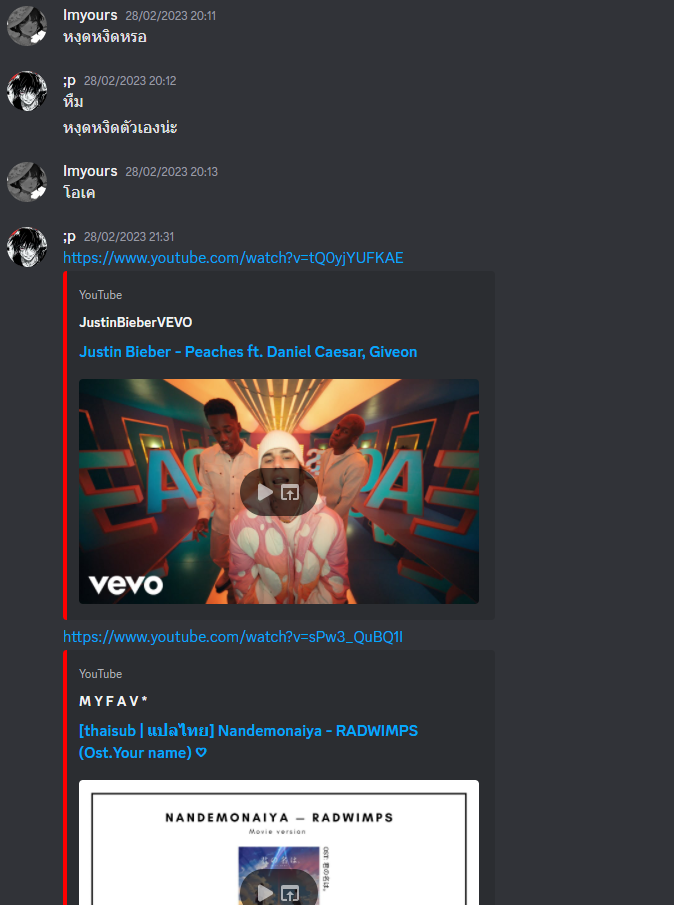 Imyours 28/02/2023 20:11
หงุดหงิดหรอ
;p 28/02/2023 20:12
หืม
หงุดหงิดตัวเองน่ะ
Imyours 28/02/2023 20:13
โอเค
;p 28/02/2023 21:31
https://www.youtube.com/watch?v=tQ0yjYUFKAE
YouTube
JustinBieberVEVO
Justin Bieber - Peaches ft. Daniel Caesar, Giveon
vevo
https://www.youtube.com/watch?v=sPw3_QuBQ1I
YouTube
M Y F A V *
[thaisub | แปลไทย] Nandemonaiya - RADWIMPS
(Ost.Your name) ♡
NANDEMONAIYA — RADWIMPS
Movie version
君の名は.